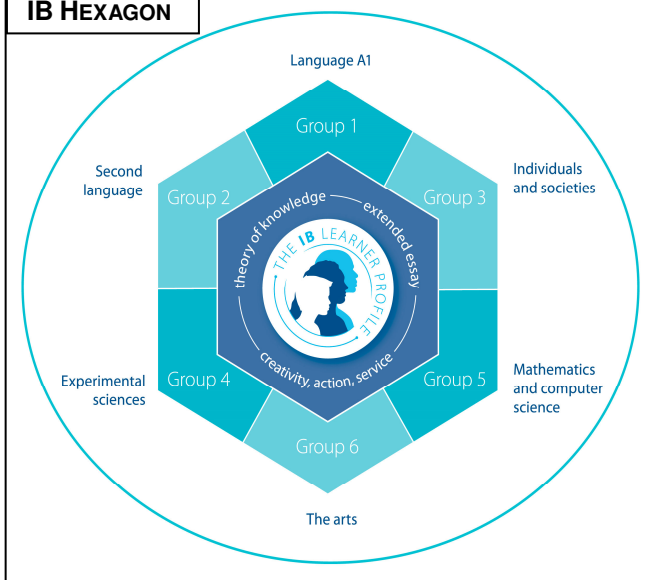 IB HEXAGON
Language A1
Group 1
Second
language
Group 2
Group 3
Individuals
and societies
theory of knowledge
extended essay
THE IB LEARNER PROFILE
creativity, action, service
Experimental
sciences
Group 4
Group 5
Mathematics
and computer
science
Group 6
The arts